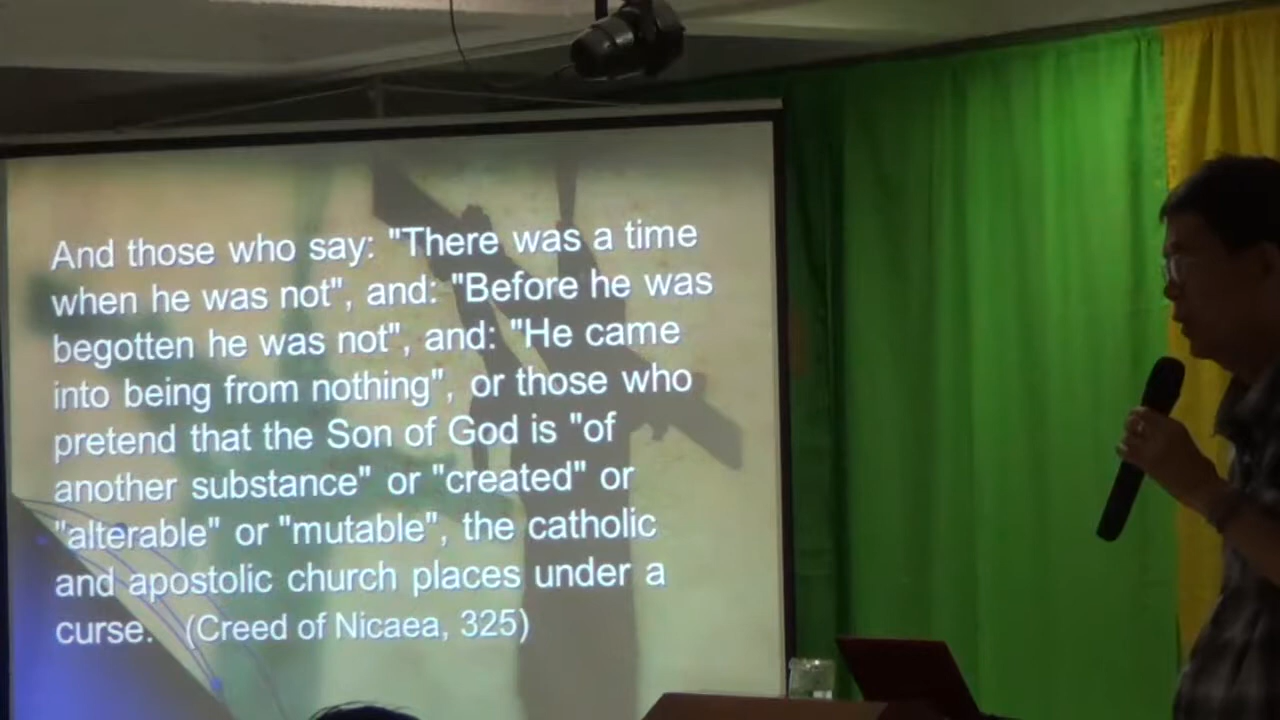 And those who say: "There was a time
when he was not", and: "Before he was
begotten he was not", and: "He came
into being from nothing", or those who
pretend that the Son of God is "of
another substance" or "created" or
"alterable" or "mutable", the catholic
and apostolic church places under a
curse. (Creed of Nicaea, 325)